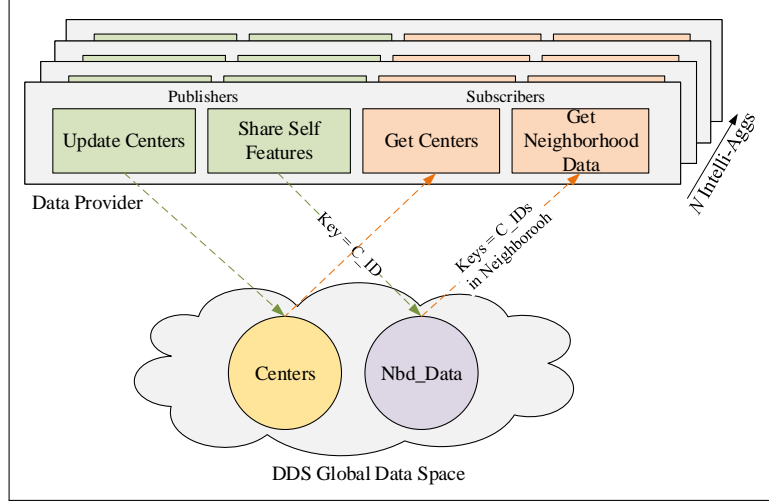 Publishers
Subscribers
Update Centers
Share Self
Features
Get Centers
Get
Neighborhood
Data
Data Provider
N Intelli-Aggs
Key = C_ID
Keys = C_IDs
in Neighborooh
Centers
Nbd_Data
DDS Global Data Space